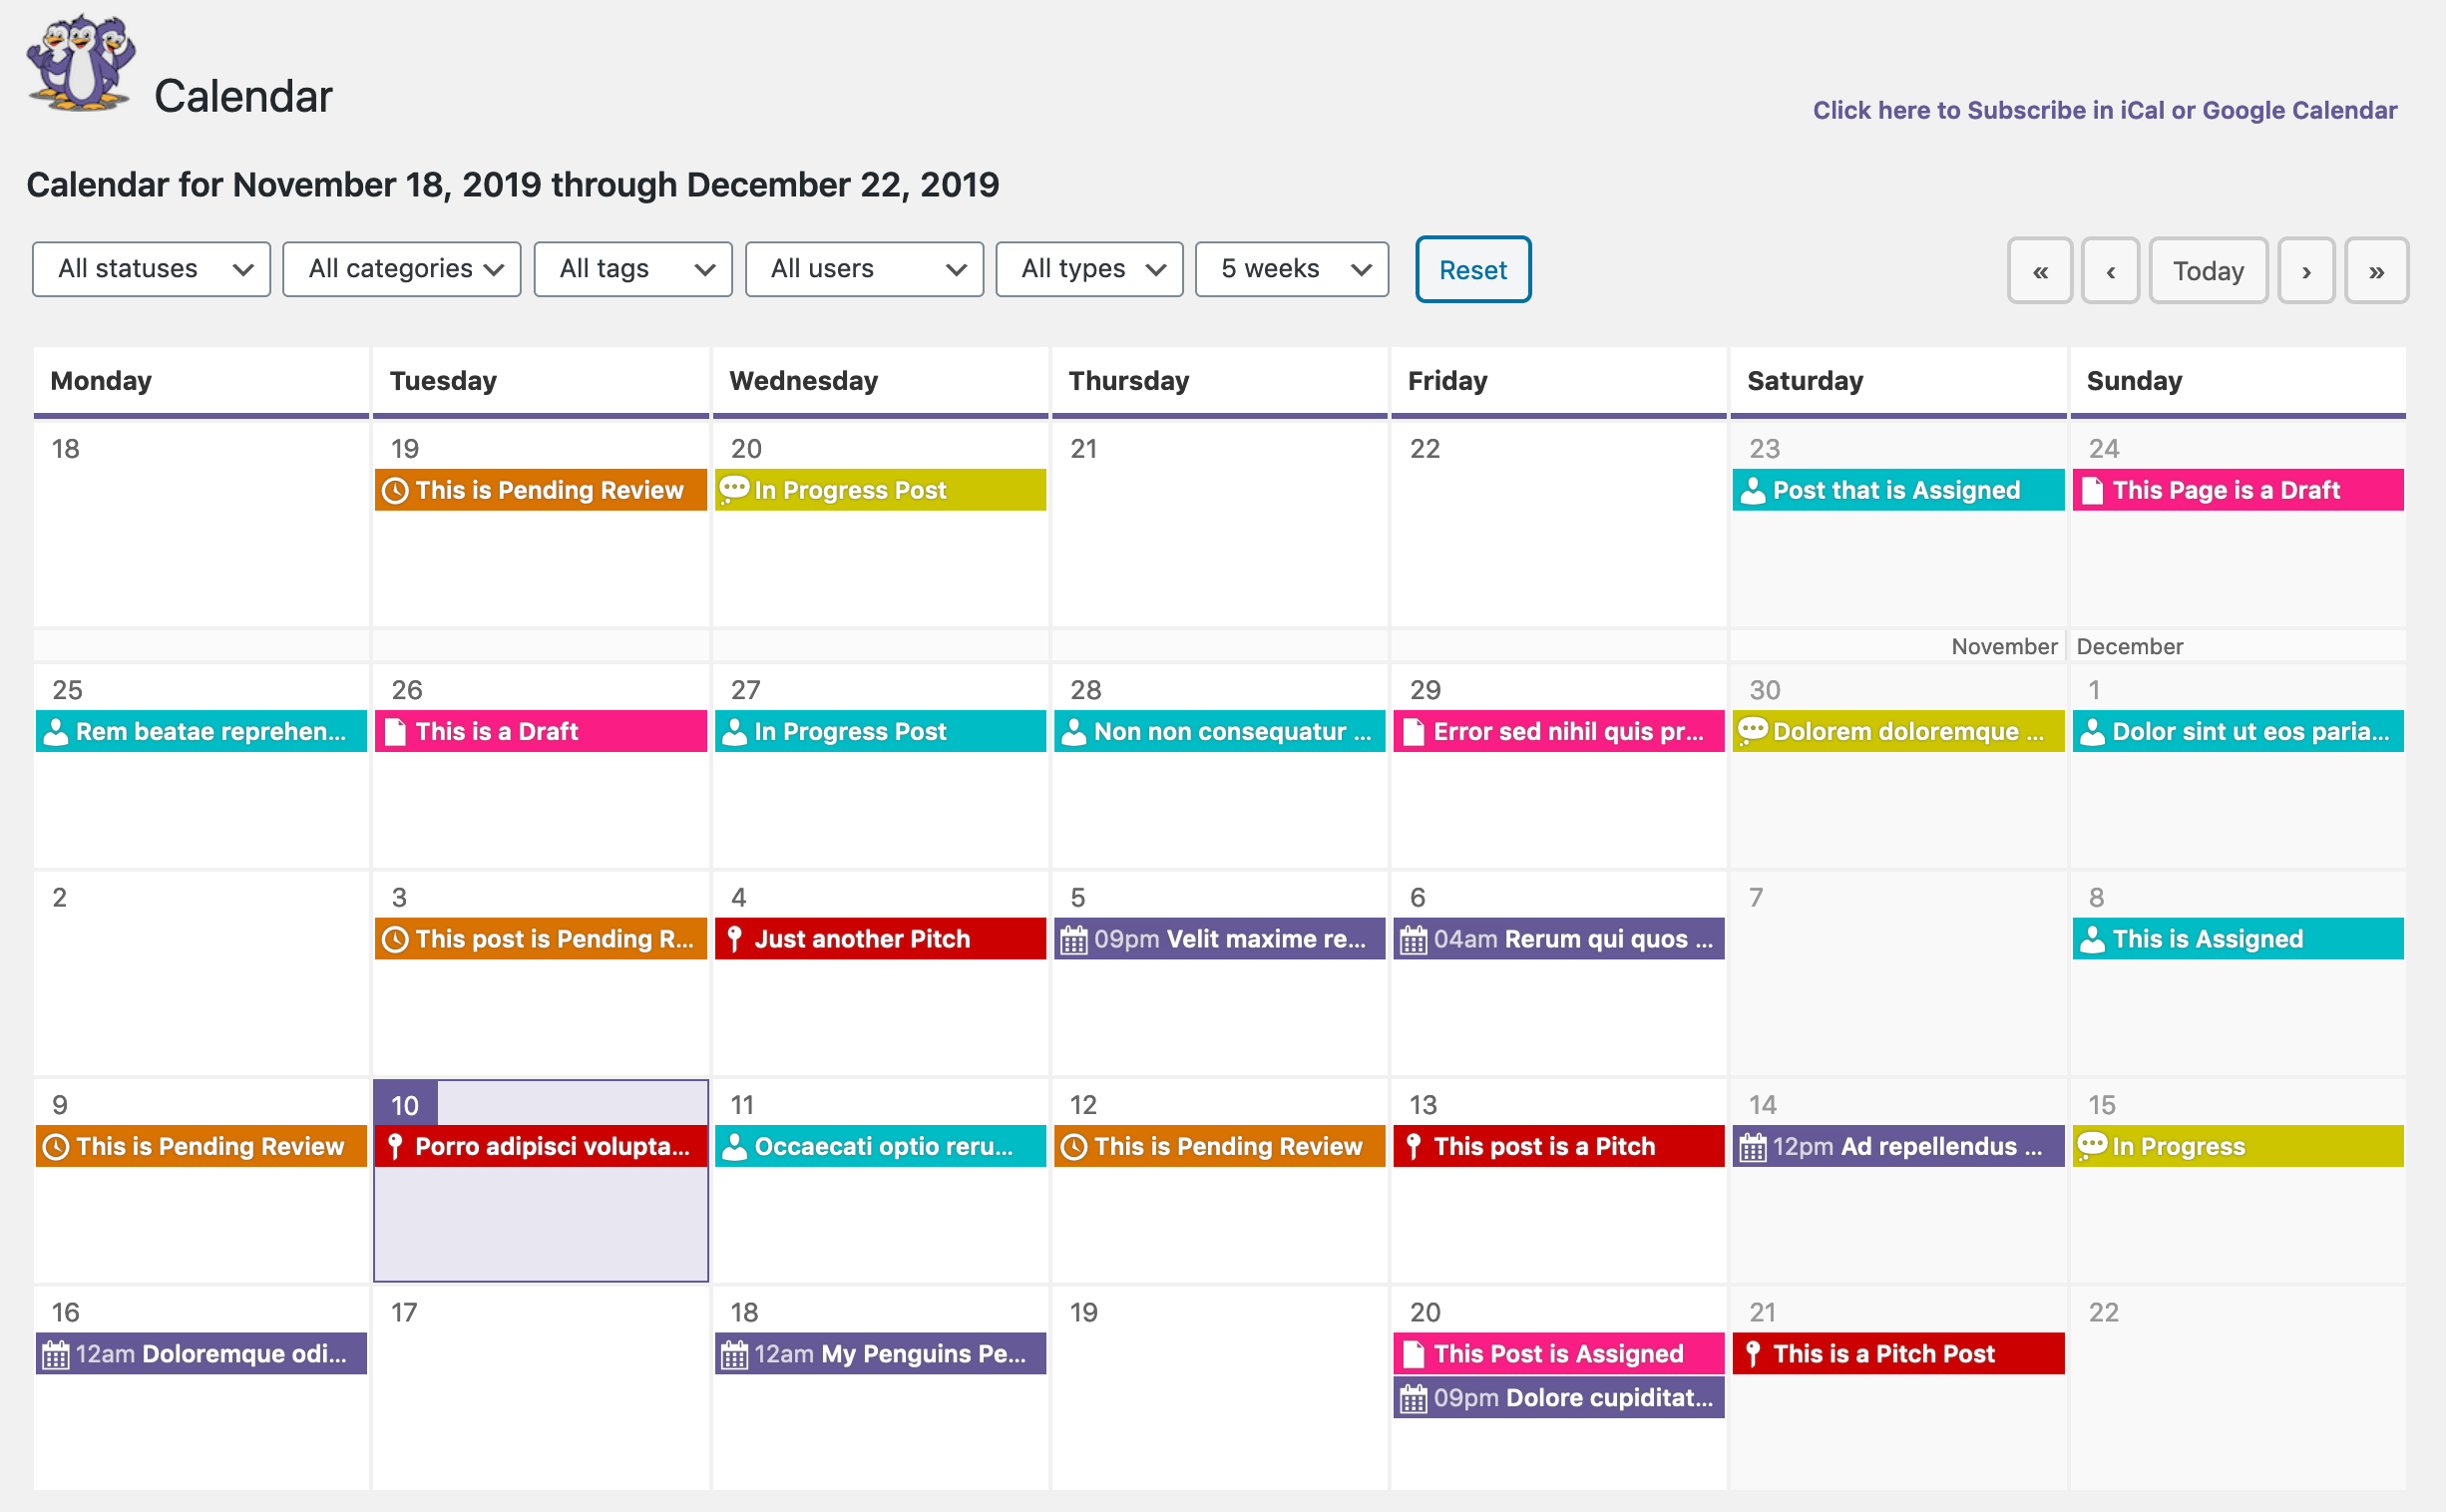 Calendar
Click here to Subscribe in iCal or Google Calendar
Calendar for November 18, 2019 through December 22, 2019
All statuses All categories All tags All users All types 5 weeks Reset « ‹ Today › »
Monday Tuesday Wednesday Thursday Friday Saturday Sunday
18 19 20 21 22 23 24
This is Pending Review In Progress Post Post that is Assigned This Page is a Draft
November December
25 26 27 28 29 30 1
Rem beatae reprehen... This is a Draft In Progress Post Non non consequatur ... Error sed nihil quis pr... Dolorem doloremque ... Dolor sint ut eos paria...
2 3 4 5 6 7 8
This post is Pending R... Just another Pitch 09pm Velit maxime re... 04am Rerum qui quos ... This is Assigned
9 10 11 12 13 14 15
This is Pending Review Porro adipisci volupta... Occaecati optio reru... This is Pending Review This post is a Pitch 12pm Ad repellendus ... In Progress
16 17 18 19 20 21 22
12am Doloremque odi... 12am My Penguins Pe... This Post is Assigned This is a Pitch Post
09pm Dolore cupiditat...